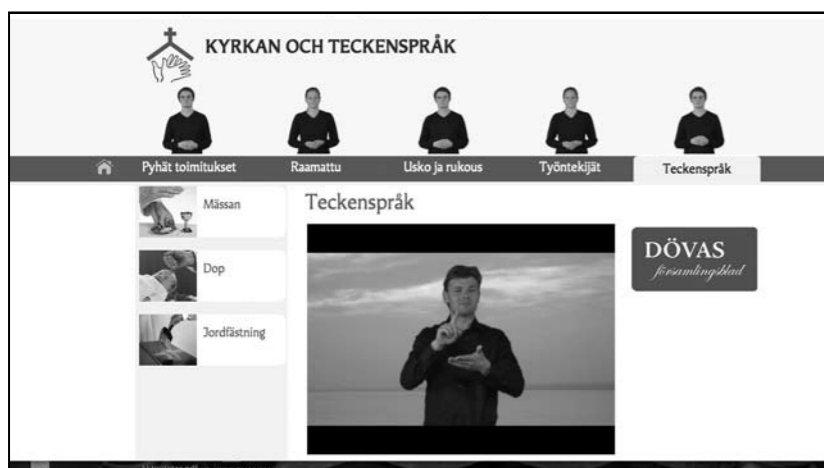 KYRKAN OCH TECKENSPRÅK
Pyhät toimitukset Raamattu Usko ja rukous Työntekijät Teckenspråk
Mässan
Dop
Jordfästning
Teckenspråk
DÖVAS
församlingsblad